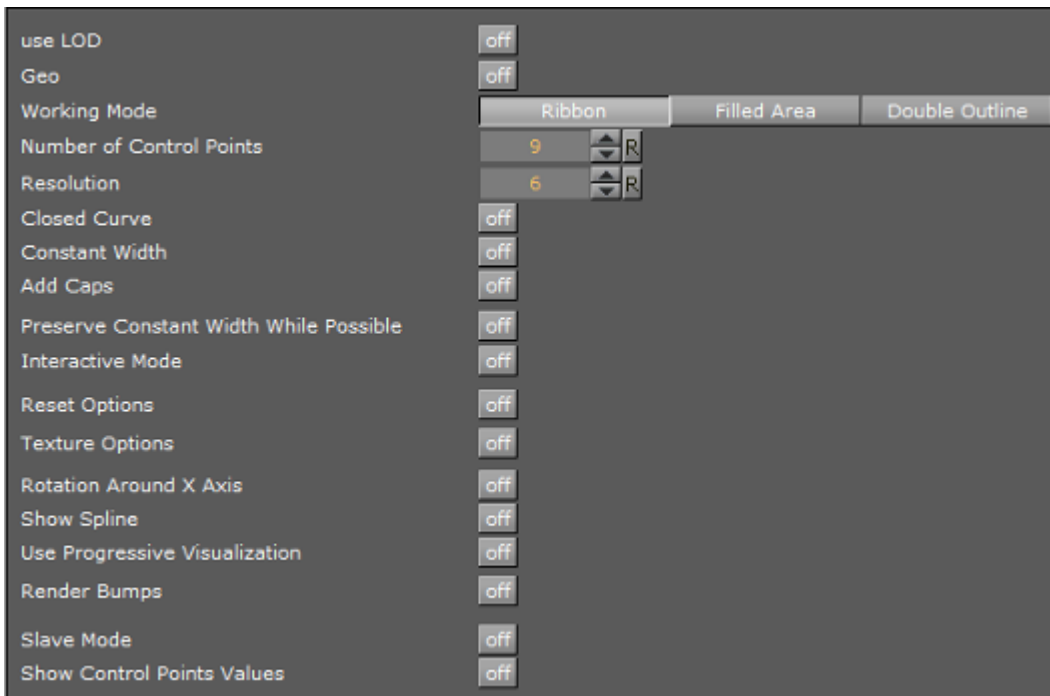 use LOD off
Geo off
Working Mode Ribbon Filled Area Double Outline
Number of Control Points 9 R
Resolution 6 R
Closed Curve off
Constant Width off
Add Caps off
Preserve Constant Width While Possible off
Interactive Mode off
Reset Options off
Texture Options off
Rotation Around X Axis off
Show Spline off
Use Progressive Visualization off
Render Bumps off
Slave Mode off
Show Control Points Values off